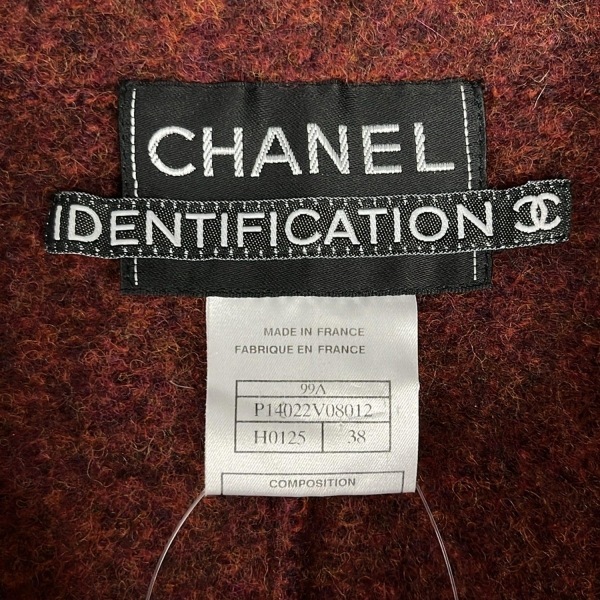 CHANEL
IDENTIFICATION
MADE IN FRANCE
FABRIQUE EN FRANCE
99A
P14022V08012
H0125 38
COMPOSITION